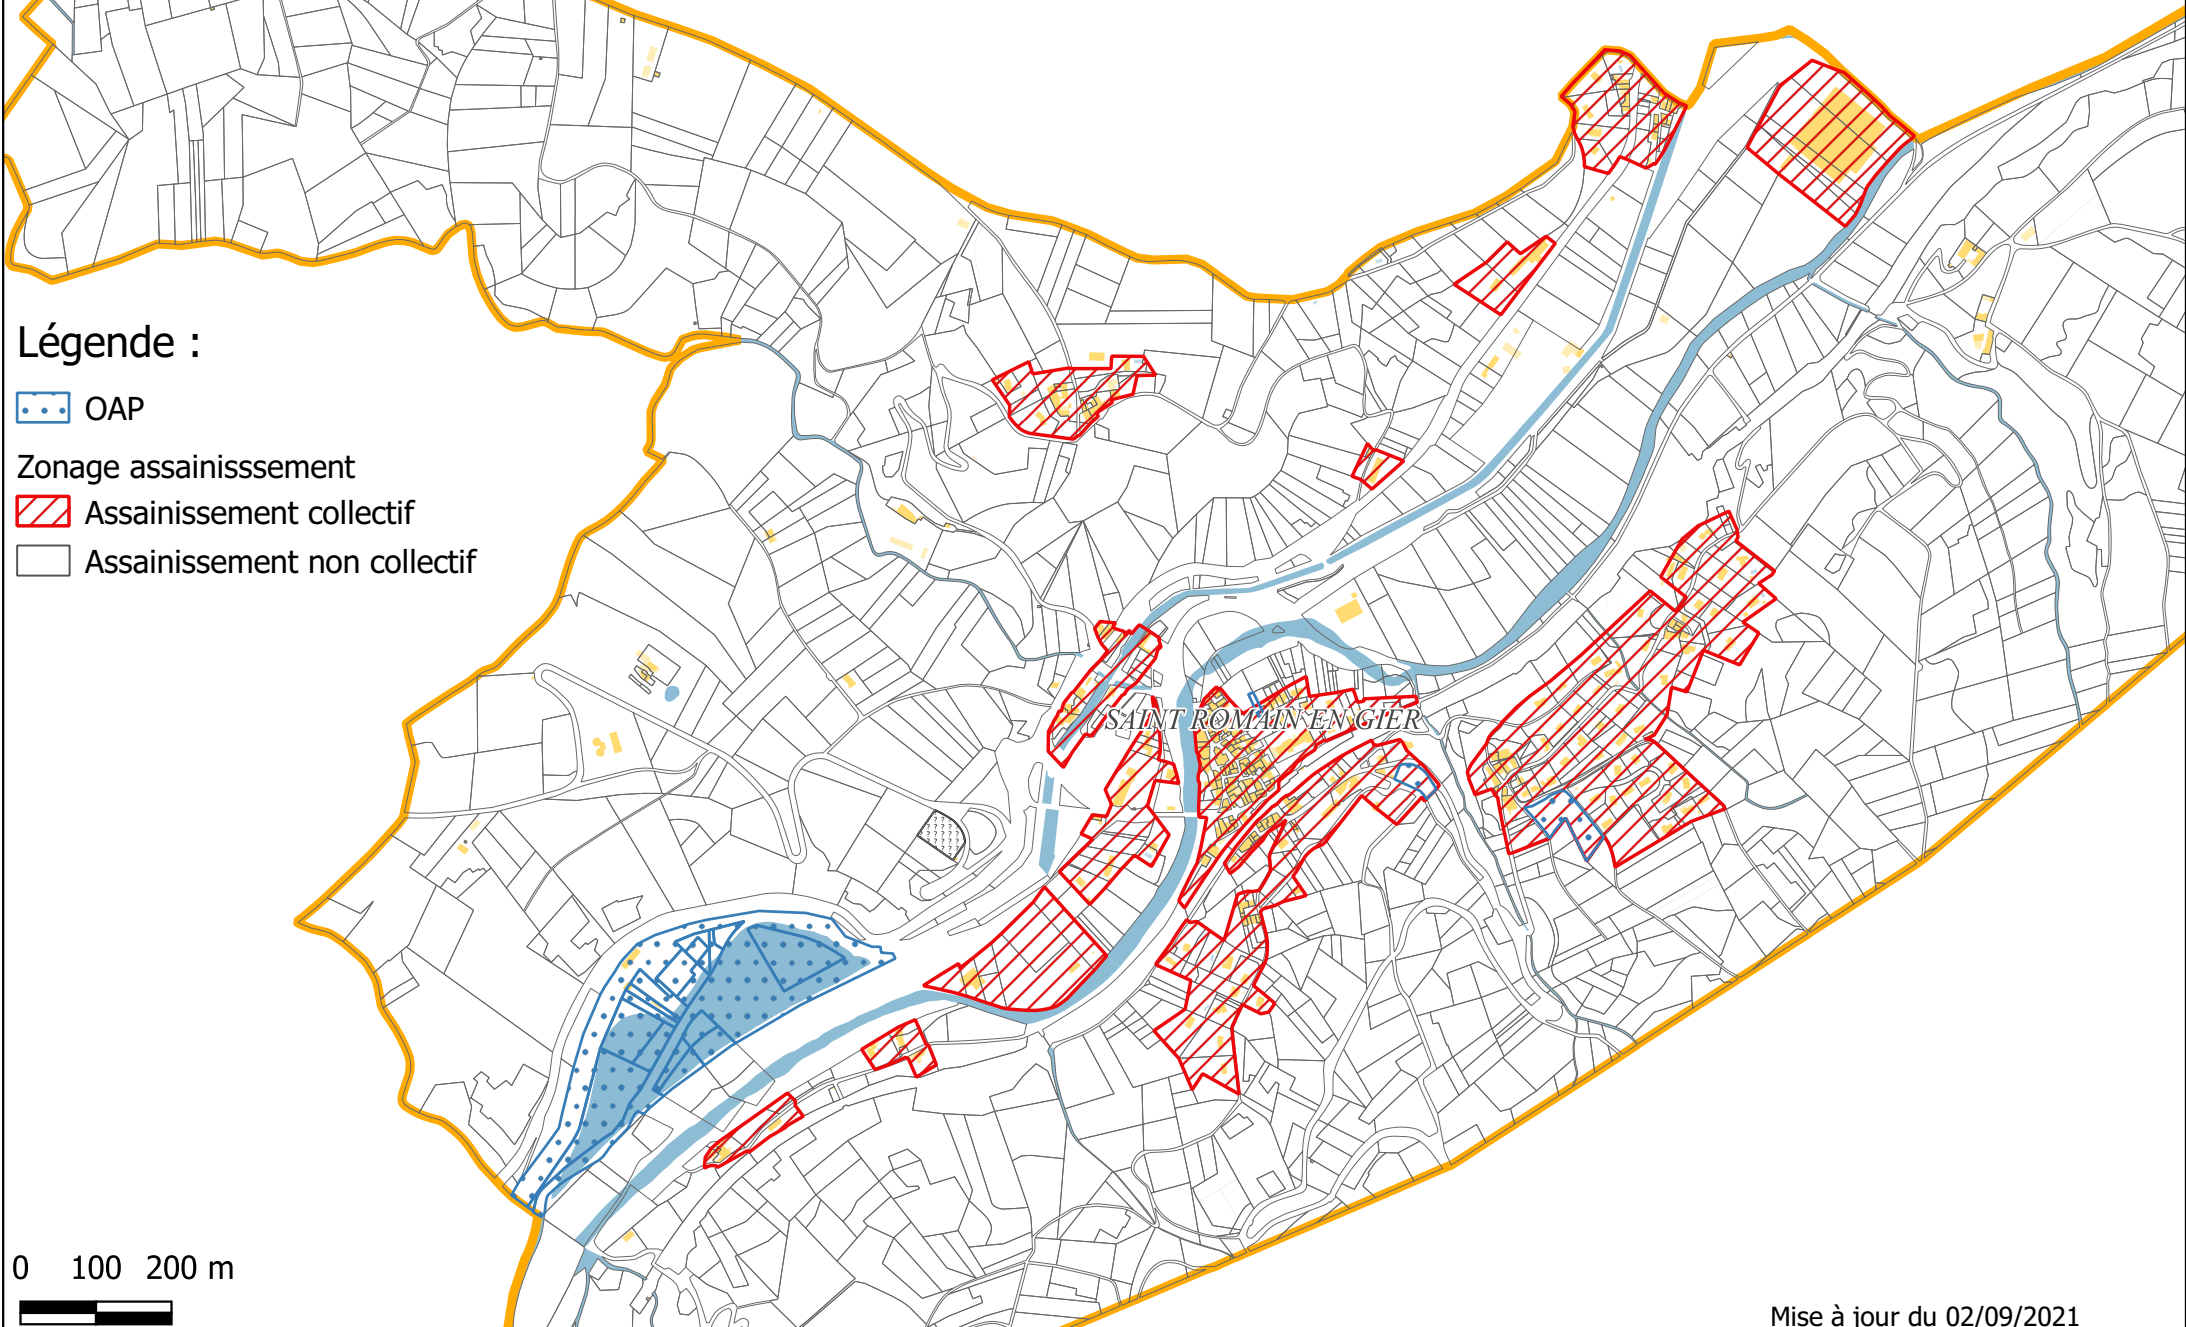 Légende :
OAP
Zonage assainisssement
Assainissement collectif
Assainissement non collectif
SAINT ROMAIN EN GIER
0 100 200 m
Mise à jour du 02/09/2021